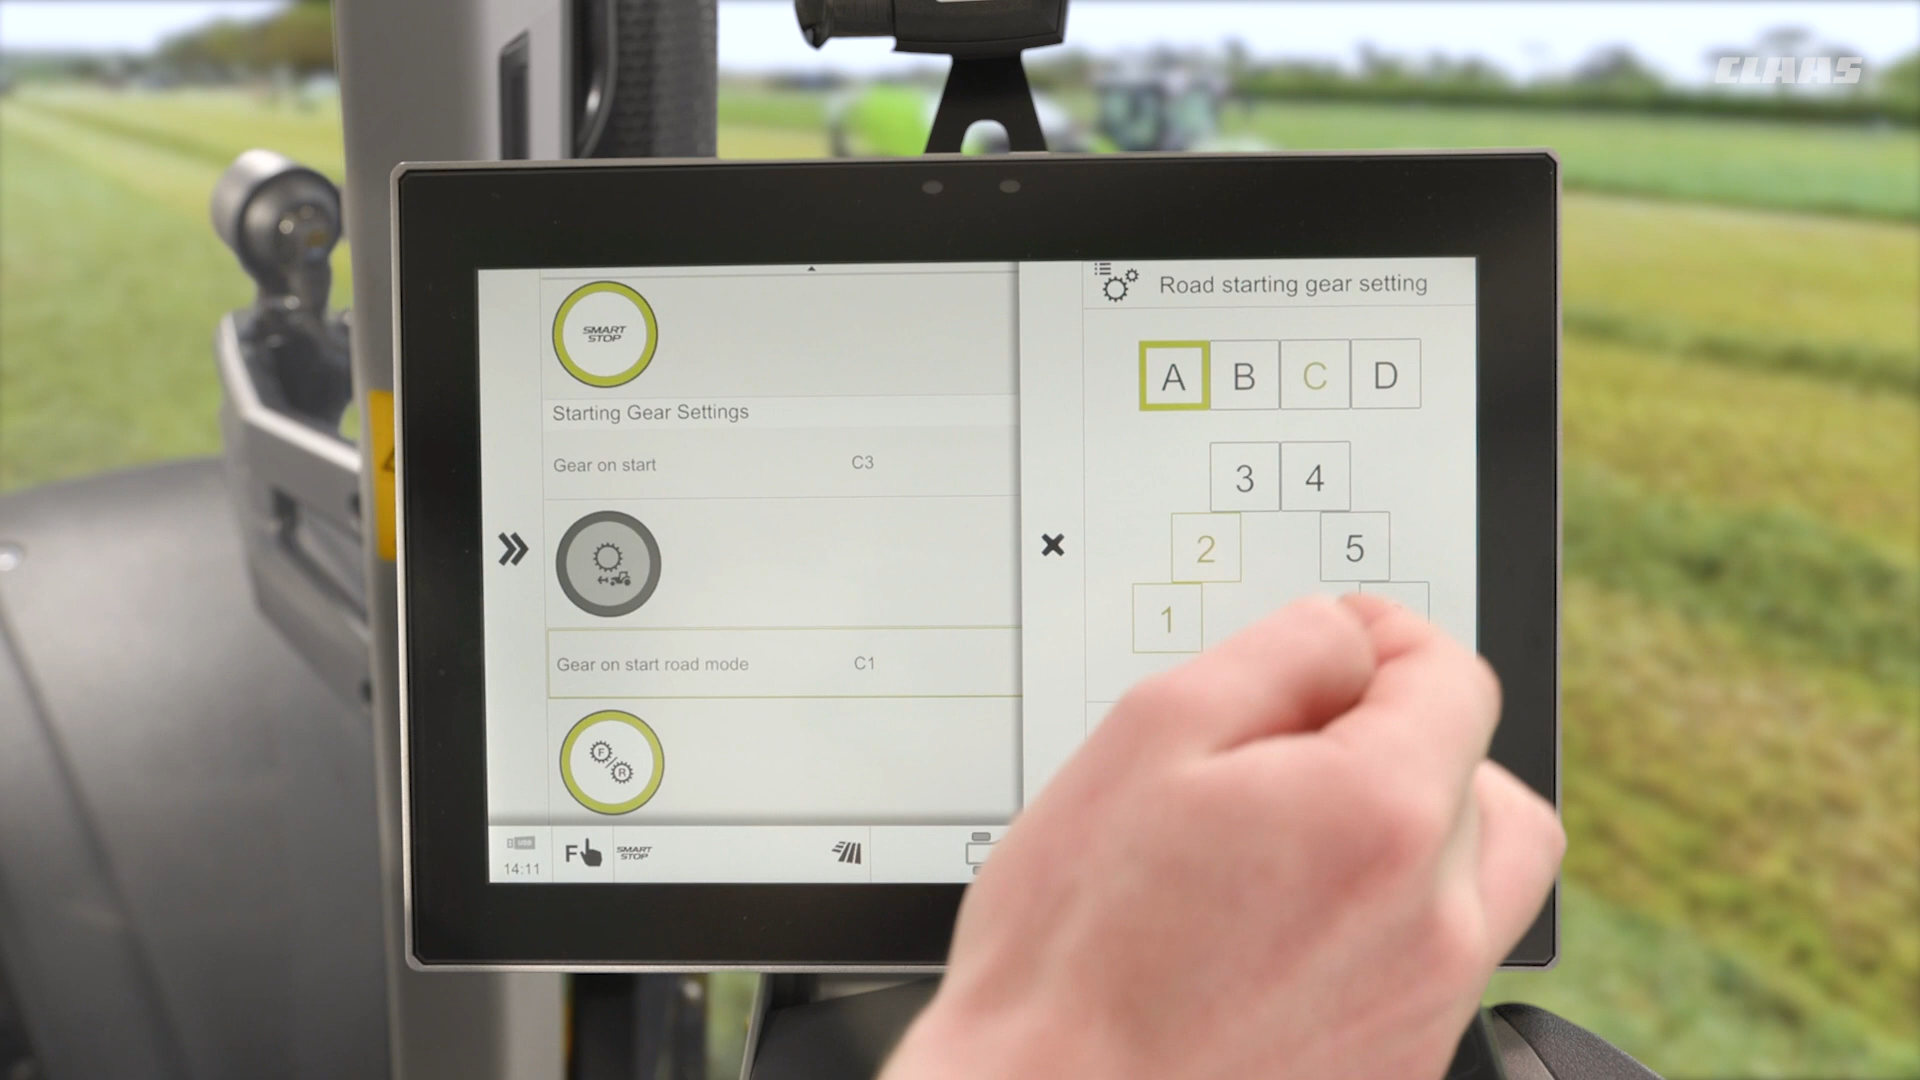 CLAAS
SMART
STOP
Starting Gear Settings
Gear on start C3
Gear on start road mode C1
F
R
14:11
F
SMART
STOP
Road starting gear setting
A B C D
3 4
2 5
1